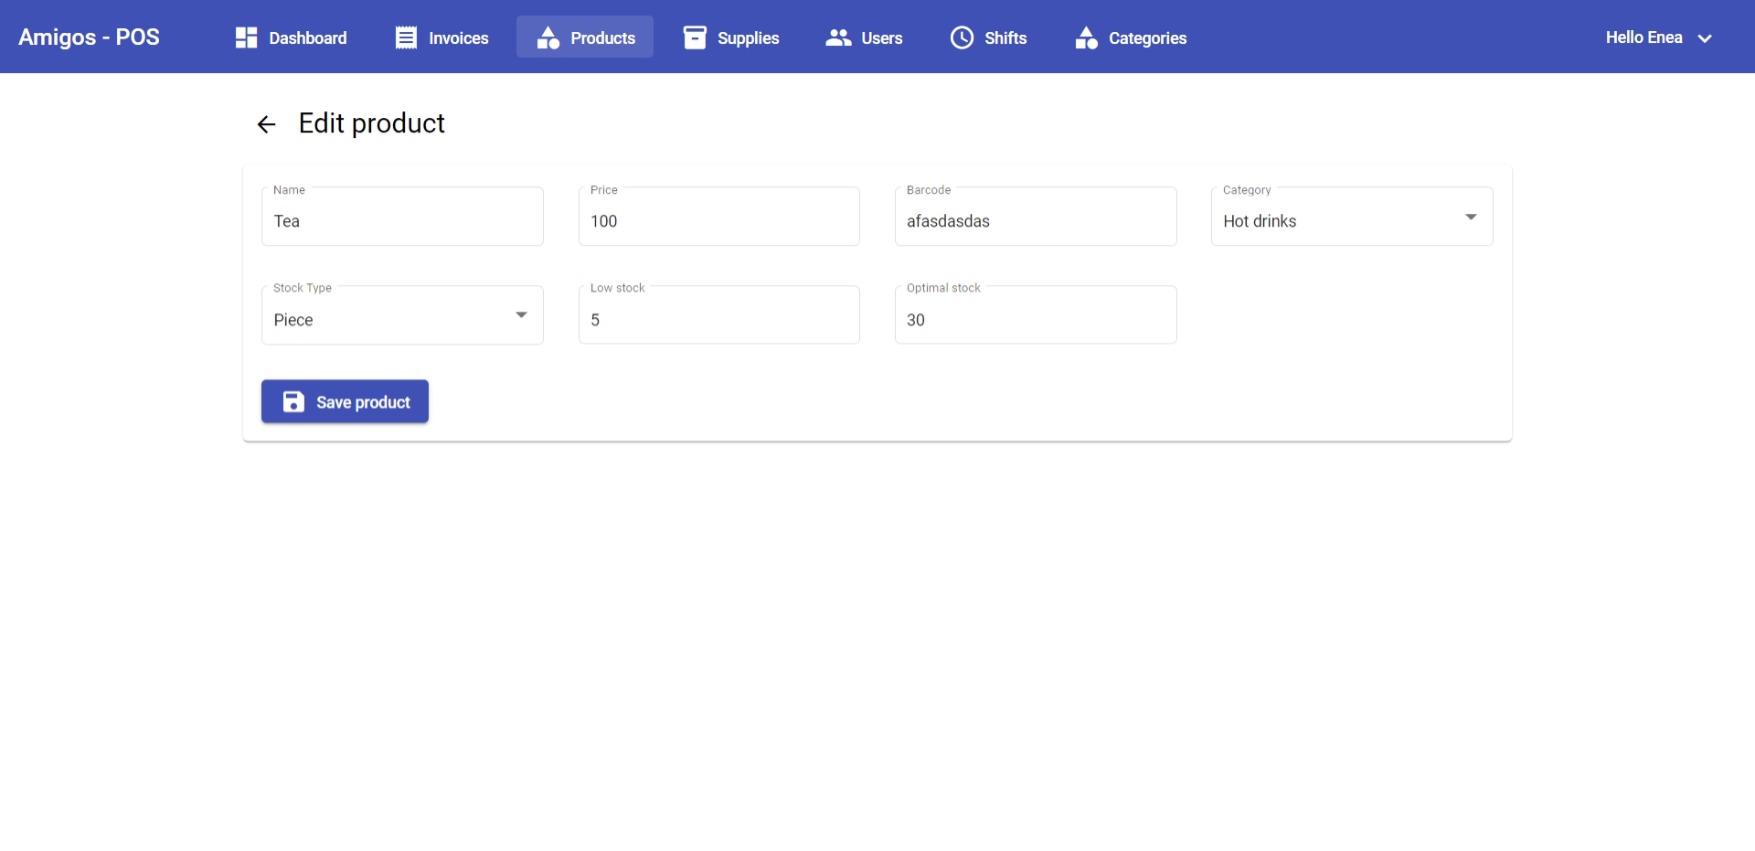 Amigos - POS
Dashboard
Invoices
Products
Supplies
Users
Shifts
Categories
Hello Enea
Edit product
Name
Tea
Price
100
Barcode
afasdasdas
Category
Hot drinks
Stock Type
Piece
Low stock
5
Optimal stock
30
Save product